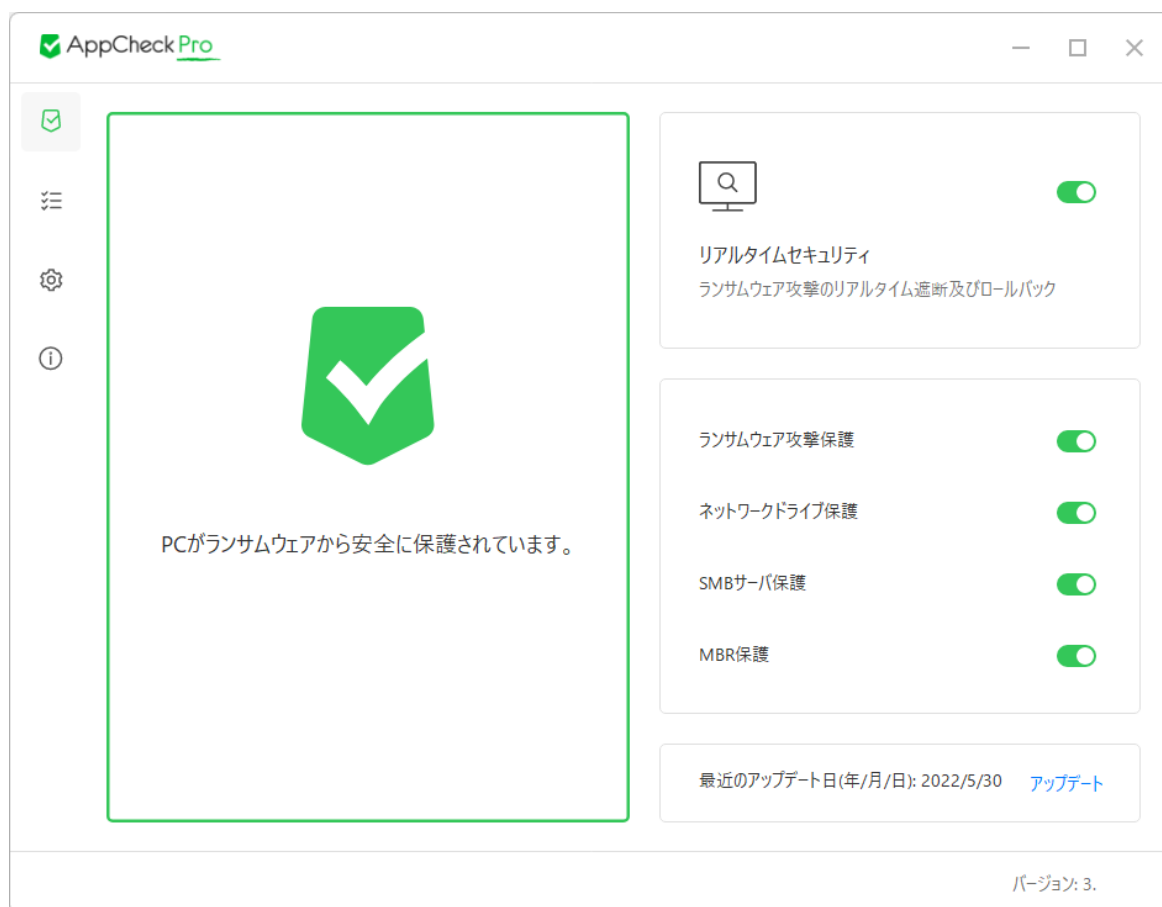 AppCheck Pro
PCがランサムウェアから安全に保護されています。
リアルタイムセキュリティ
ランサムウェア攻撃のリアルタイム遮断及びロールバック
ランサムウェア攻撃保護
ネットワークドライブ保護
SMBサーバ保護
MBR保護
最近のアップデート日(年/月/日): 2022/5/30 アップデート
バージョン: 3.